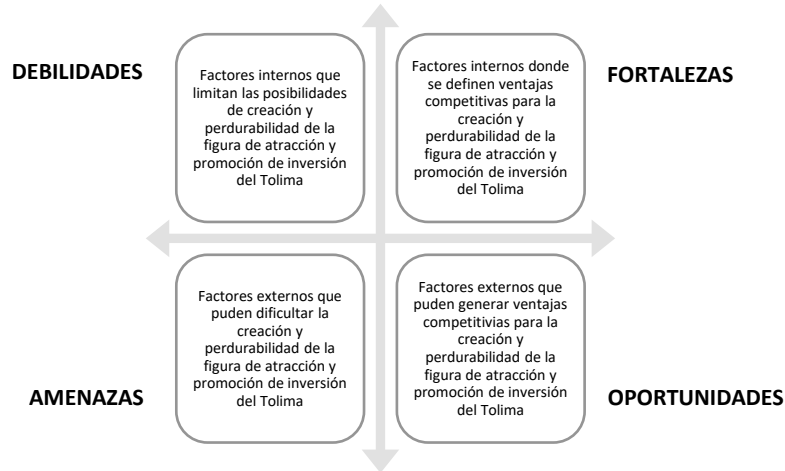 DEBILIDADES
Factores internos que
limitan las posibilidades
de creación y
perdurabilidad de la
figura de atracción y
promoción de inversión
del Tolima
Factores internos donde
se definen ventajas
competitivas para la
creación y
perdurabilidad de la
figura de atracción y
promoción de inversión
del Tolima
FORTALEZAS
AMENAZAS
Factores externos que
puden dificultar la
creación y
perdurabilidad de la
figura de atracción y
promoción de inversión
del Tolima
Factores externos que
puden generar ventajas
competitivias para la
creación y
perdurabilidad de la
figura de atracción y
promoción de inversión
del Tolima
OPORTUNIDADES